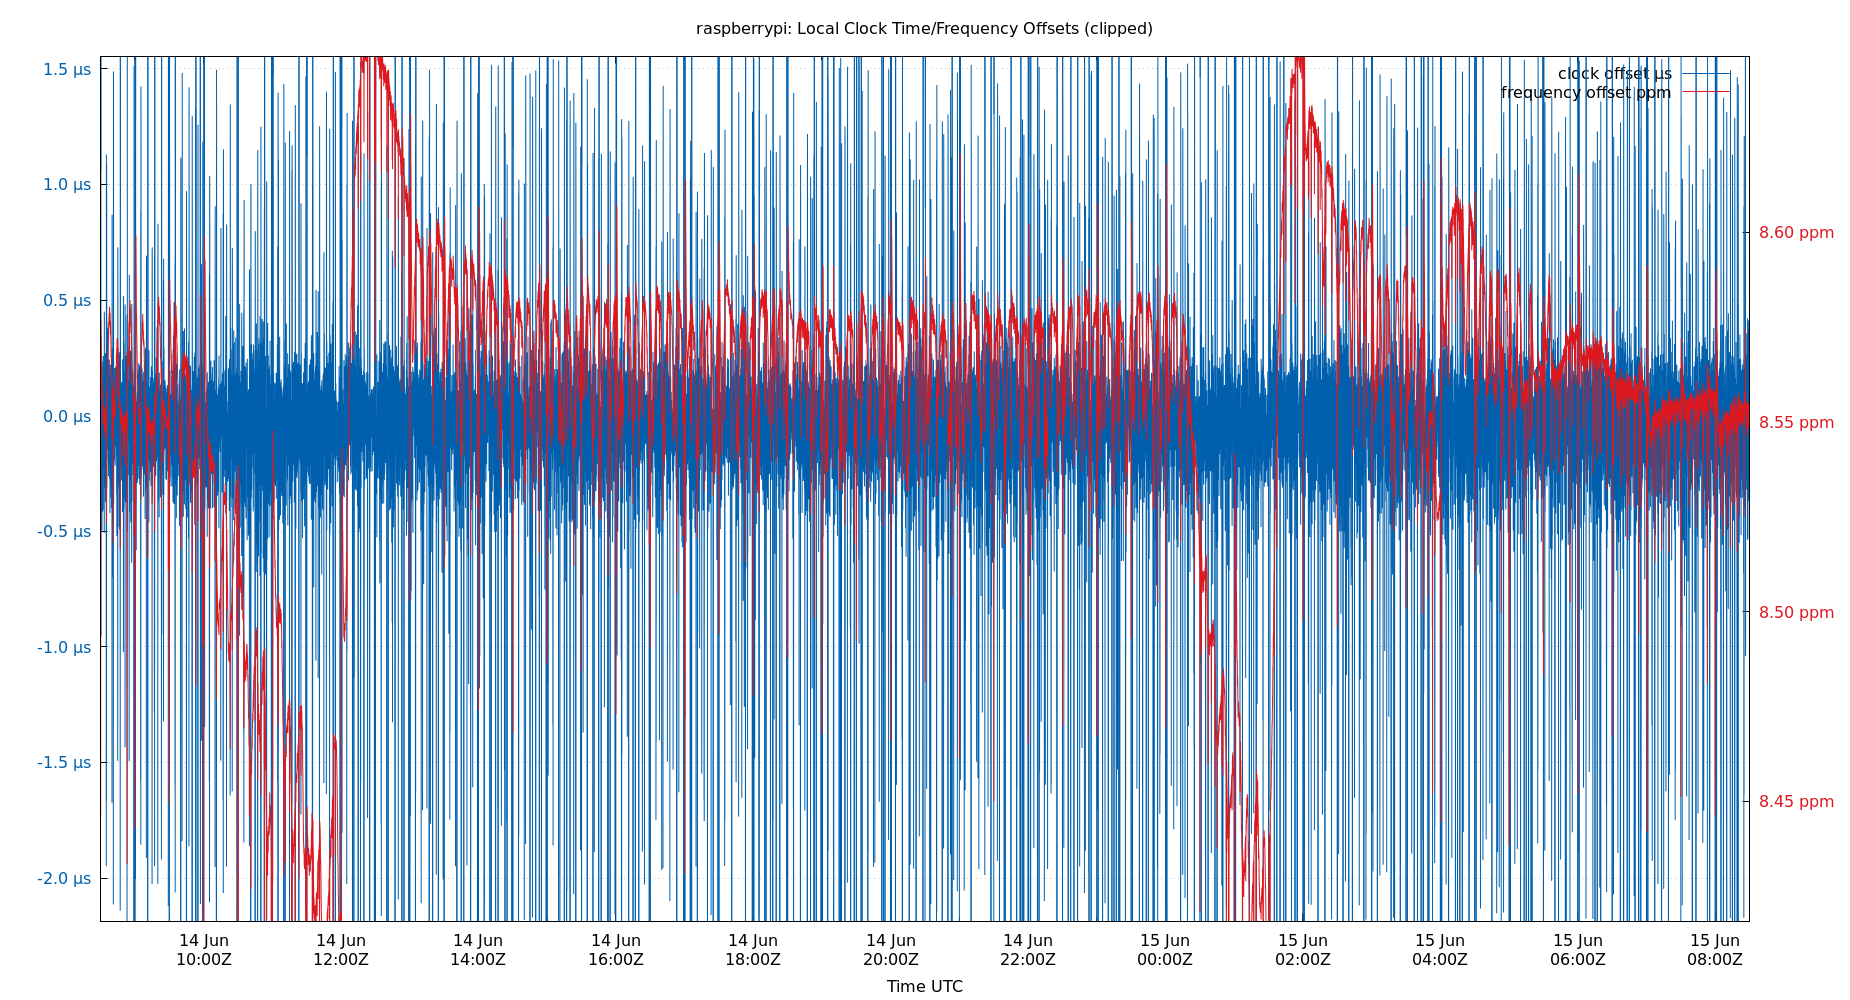 raspberrypi: Local Clock Time/Frequency Offsets (clipped)
clock offset µs
frequency offset ppm
1.5 µs
1.0 µs
0.5 µs
0.0 µs
-0.5 µs
-1.0 µs
-1.5 µs
-2.0 µs
8.60 ppm
8.55 ppm
8.50 ppm
8.45 ppm
14 Jun 14 Jun 14 Jun 14 Jun 14 Jun 14 Jun 14 Jun 15 Jun 15 Jun 15 Jun 15 Jun 15 Jun
10:00Z 12:00Z 14:00Z 16:00Z 18:00Z 20:00Z 22:00Z 00:00Z 02:00Z 04:00Z 06:00Z 08:00Z
Time UTC